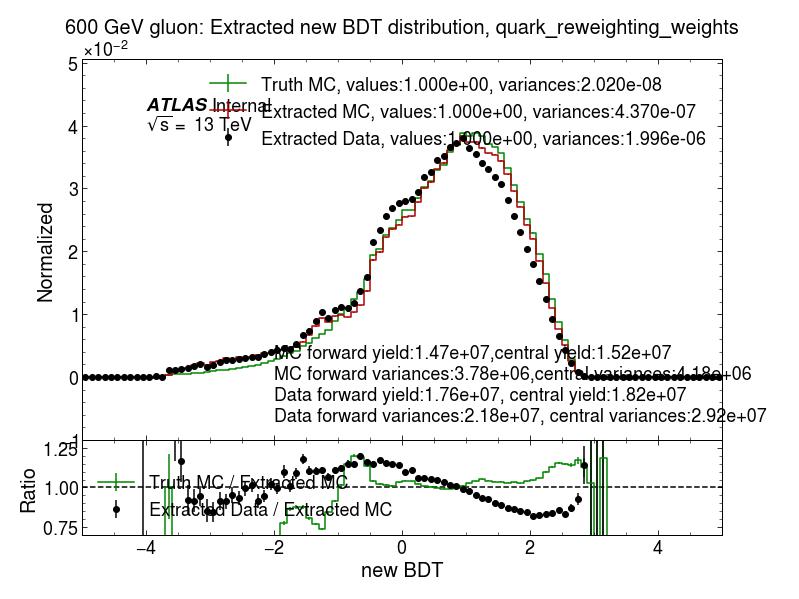 600 GeV gluon: Extracted new BDT distribution, quark_reweighting_weights
×10⁻²
Truth MC, values:1.000e+00, variances:2.020e-08
ATLAS Internal
Extracted MC, values:1.000e+00, variances:4.370e-07
√s = 13 TeV
Extracted Data, values:1.000e+00, variances:1.996e-06
5
4
3
2
1
0
−1
Normalized
MC forward yield:1.47e+07,central yield:1.52e+07
MC forward variances:3.78e+06,central variances:4.18e+06
Data forward yield:1.76e+07, central yield:1.82e+07
Data forward variances:2.18e+07, central variances:2.92e+07
1.25
1.00
0.75
Ratio
Truth MC / Extracted MC
Extracted Data / Extracted MC
−4 −2 0 2 4
new BDT